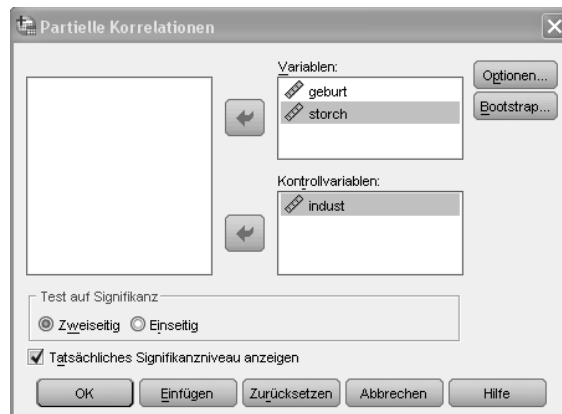 Partielle Korrelationen
Variablen:
geburt
storch
Optionen...
Bootstrap...
Kontrollvariablen:
indust
Test auf Signifikanz
Zweiseitig
Einseitig
Tatsächliches Signifikanzniveau anzeigen
OK
Einfügen
Zurücksetzen
Abbrechen
Hilfe